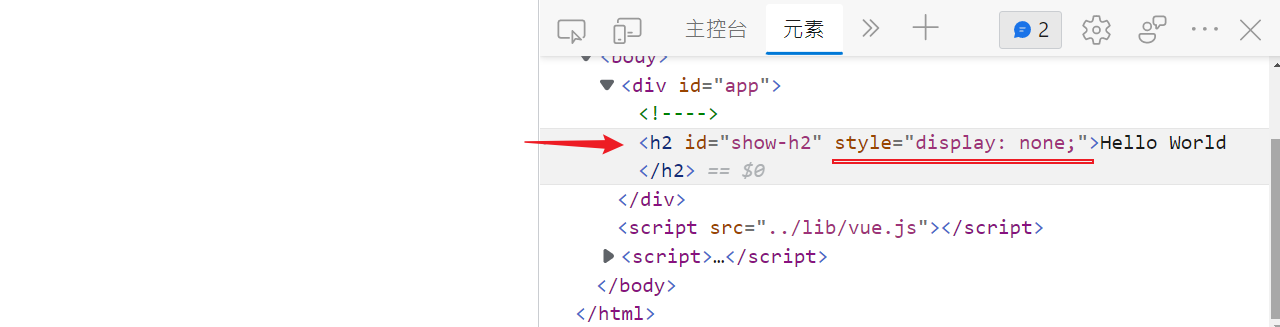 主控台 元素 2
<body>
<div id="app">
<!---->
<h2 id="show-h2" style="display: none;">Hello World
</h2> == $0
</div>
<script src="../lib/vue.js"></script>
<script>…</script>
</body>
</html>